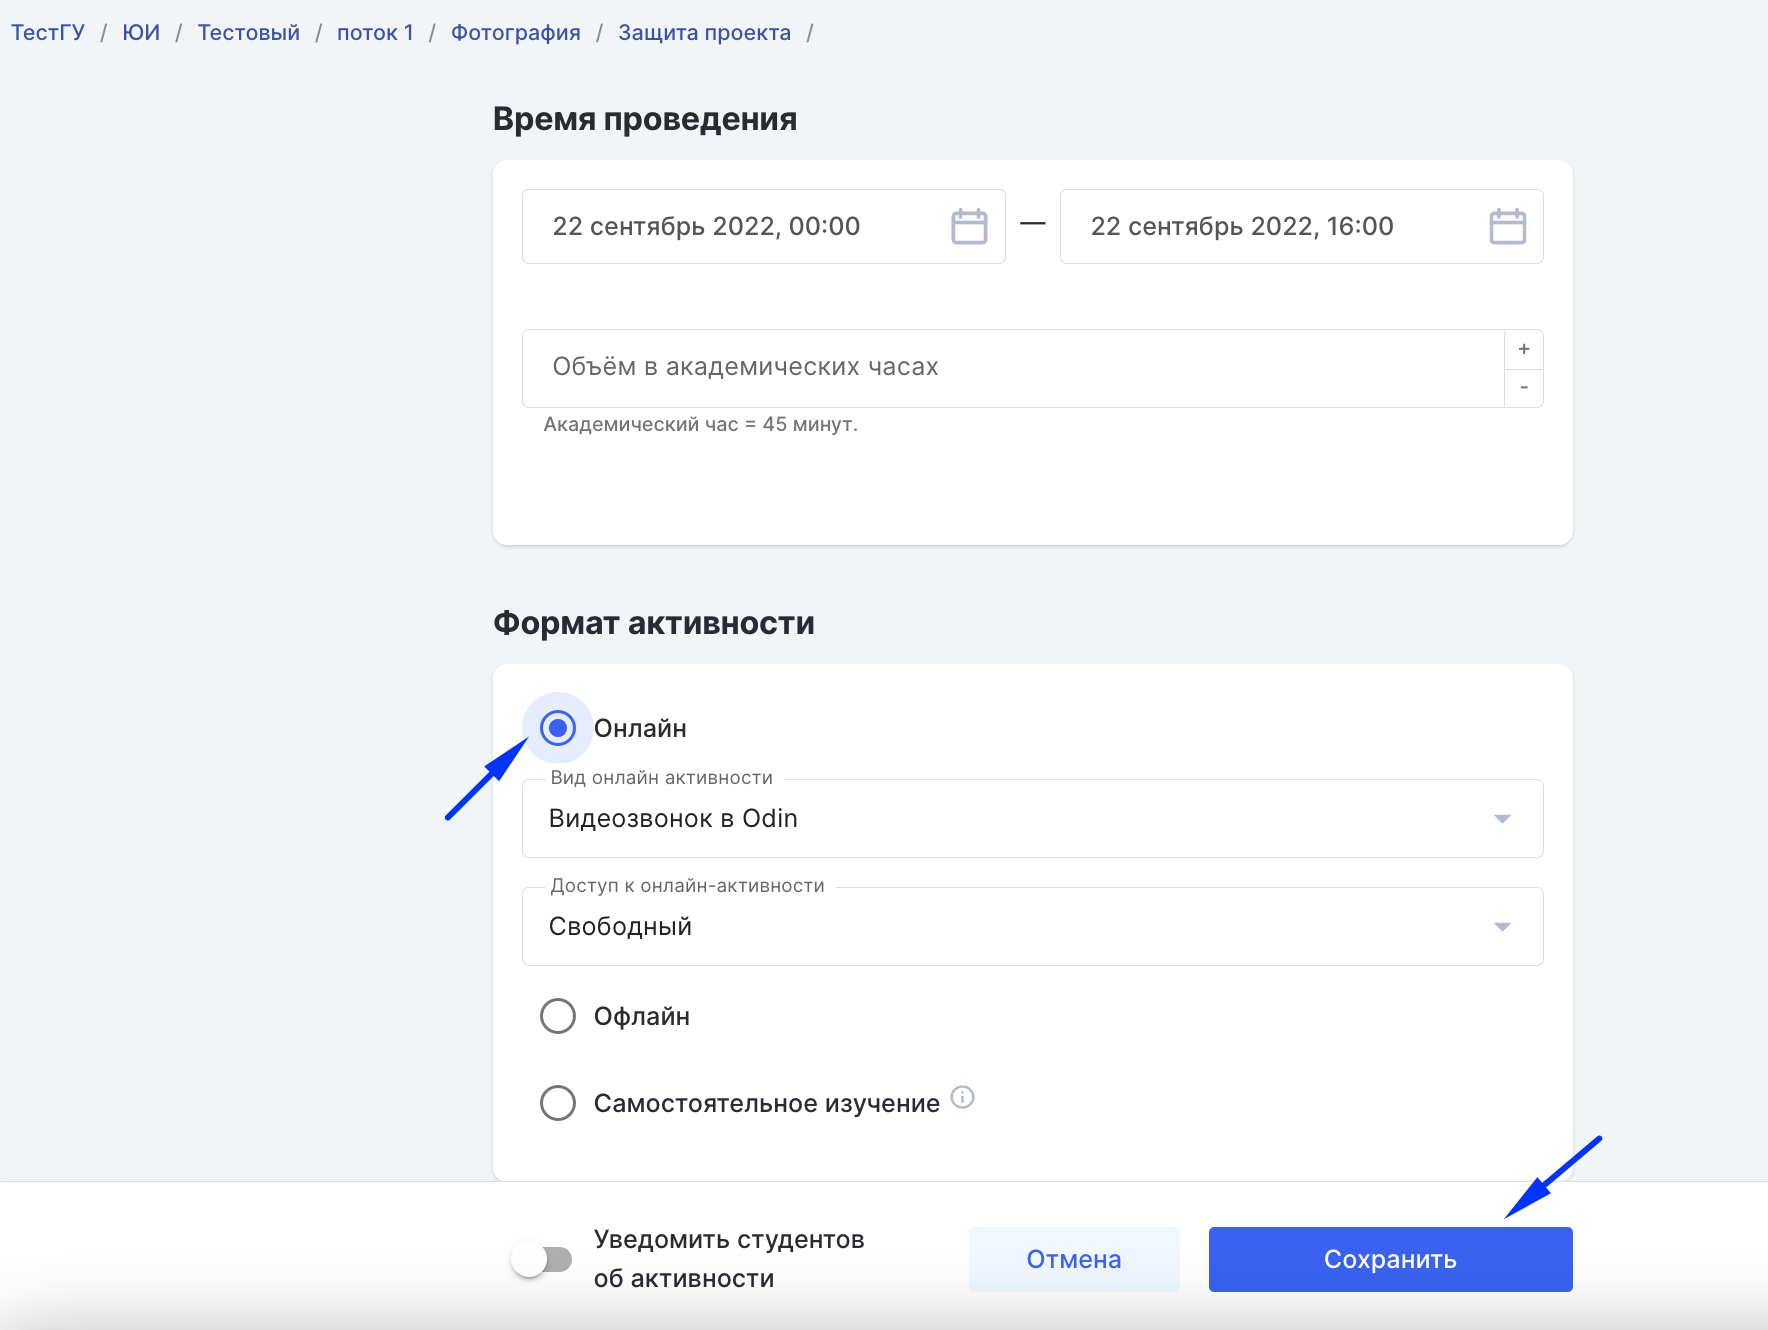 ТестГУ / ЮИ / Тестовый / поток 1 / Фотография / Защита проекта /
Время проведения
22 сентябрь 2022, 00:00 — 22 сентябрь 2022, 16:00
Объём в академических часах
+
-
Академический час = 45 минут.
Формат активности
Онлайн
Вид онлайн активности
Видеозвонок в Odin
Доступ к онлайн-активности
Свободный
Офлайн
Самостоятельное изучение
Уведомить студентов
об активности
Отмена
Сохранить